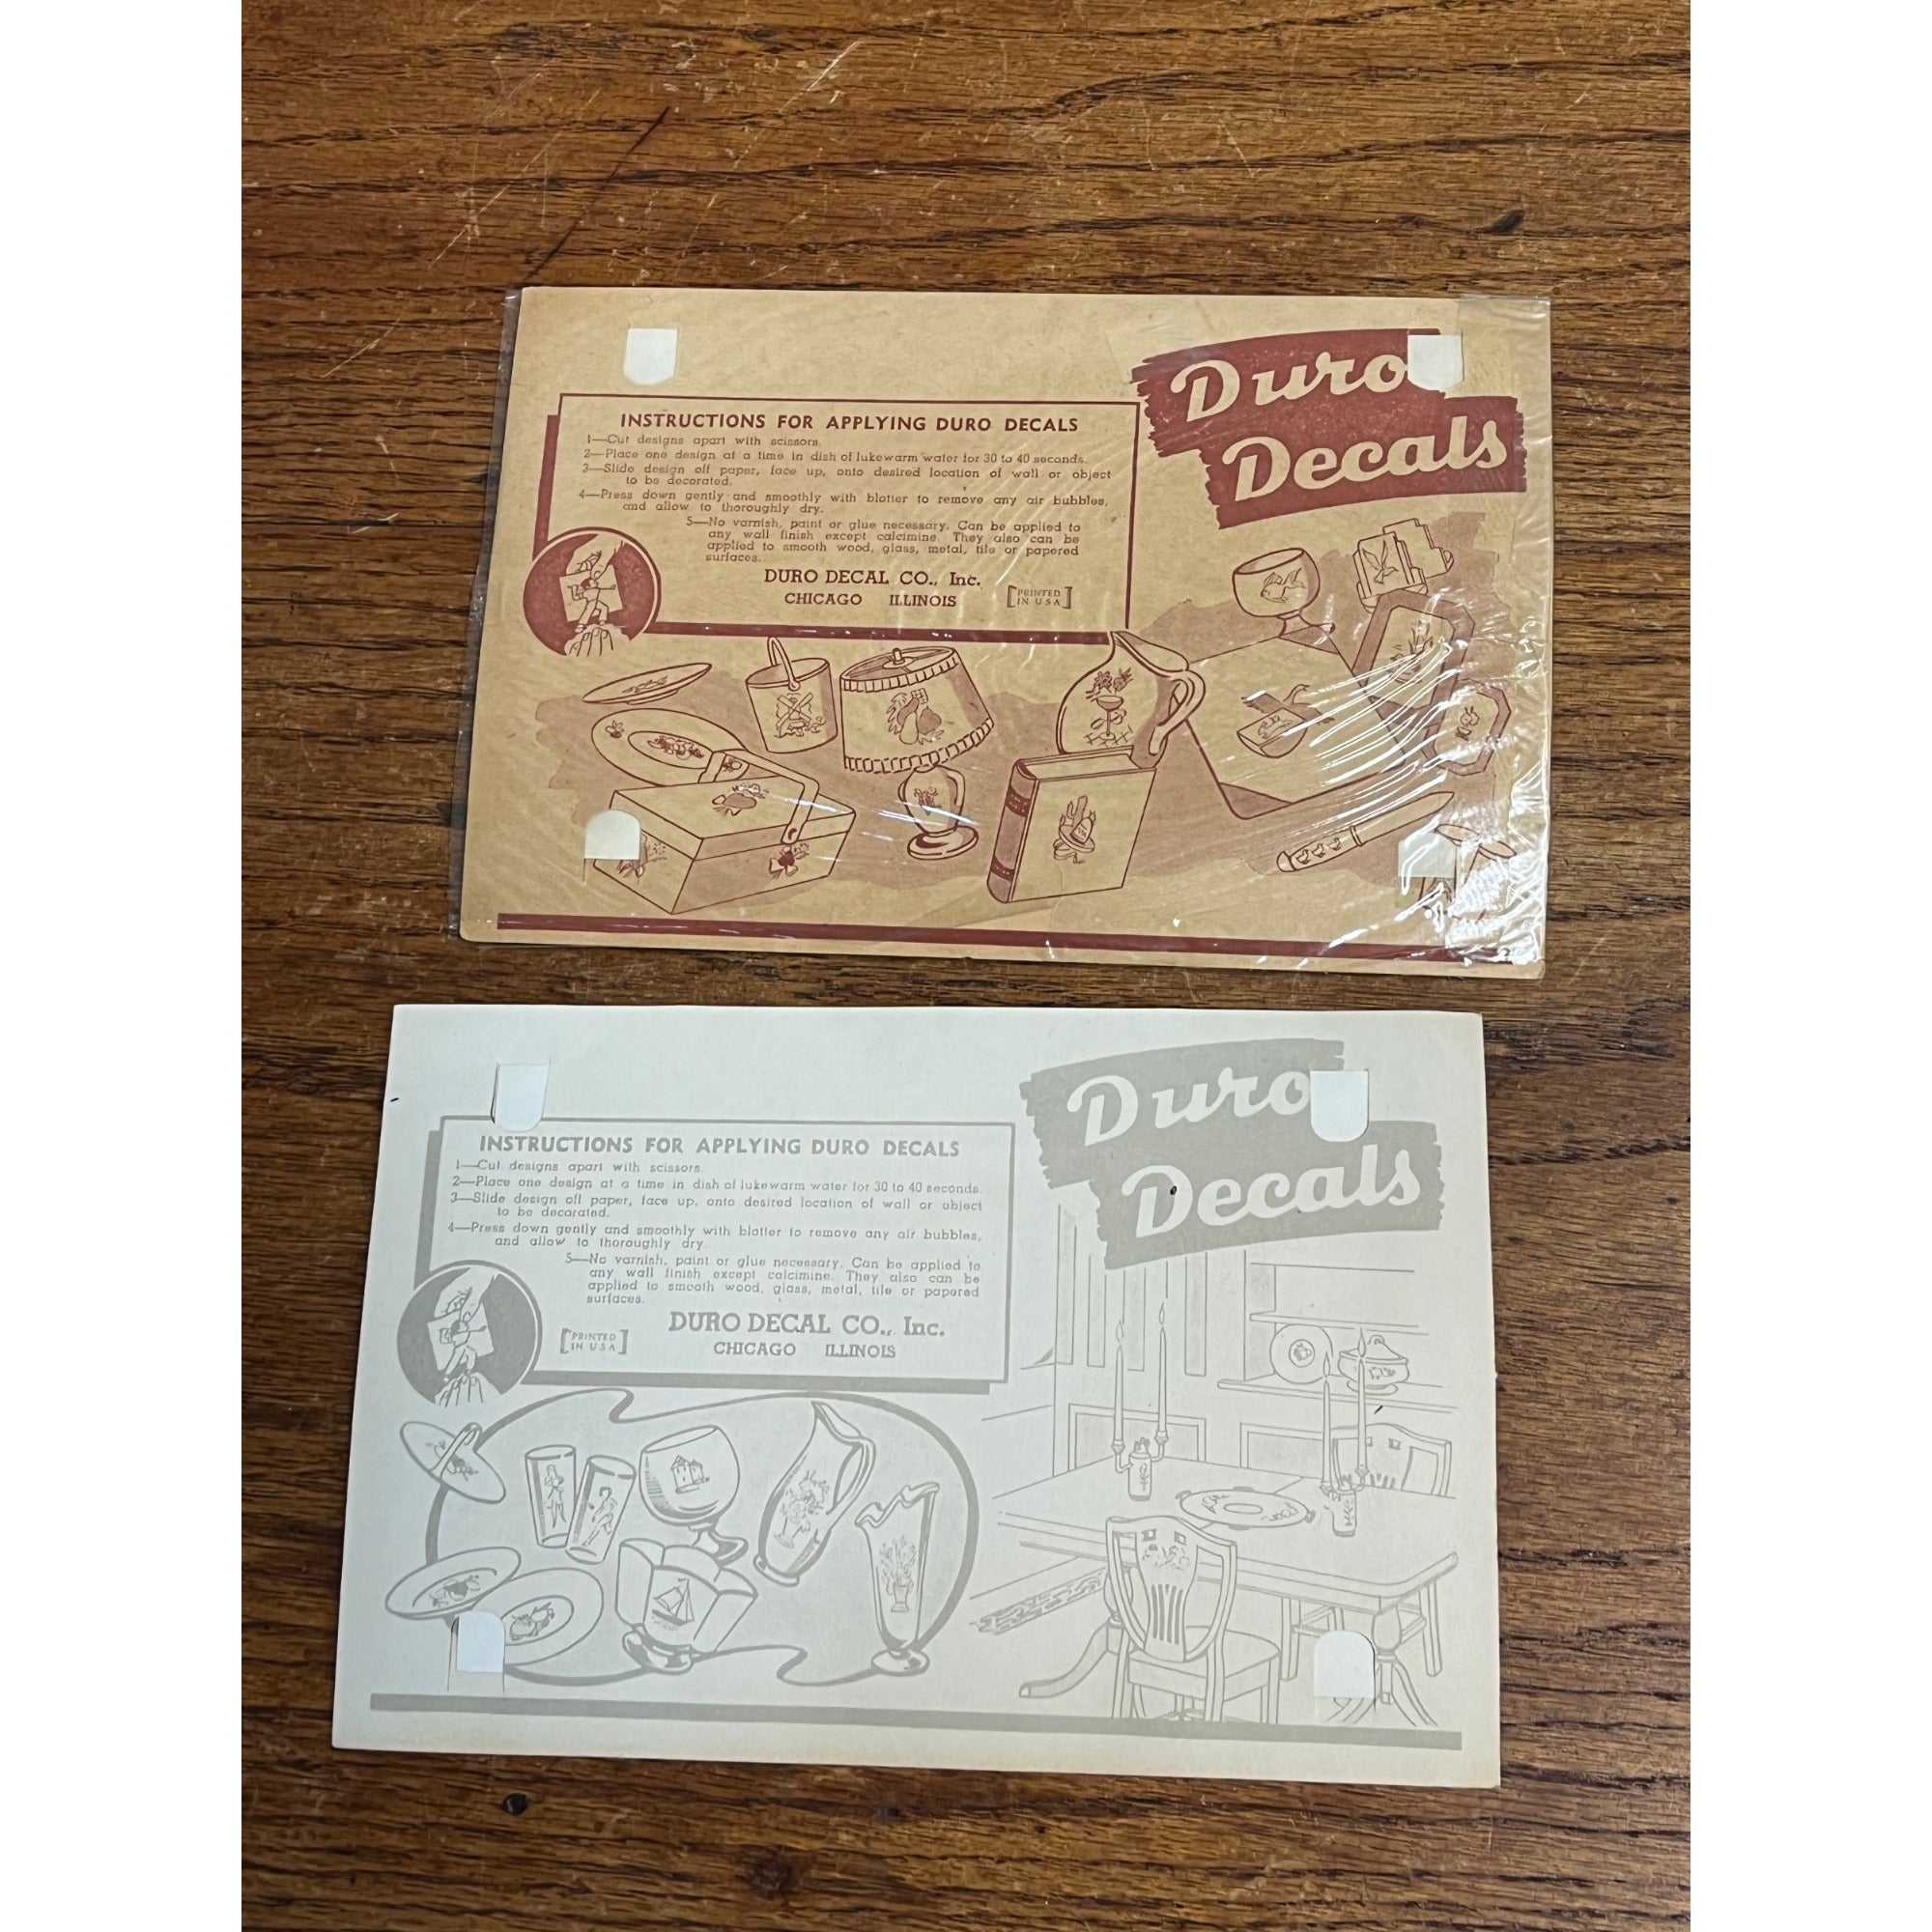 Duro
Decals
INSTRUCTIONS FOR APPLYING DURO DECALS
1—Cut designs apart with scissors.
2—Place one design at a time in dish of lukewarm water for 30 to 40 seconds.
3—Slide design off paper, face up, onto desired location of wall or object
to be decorated.
4—Press down gently and smoothly with blotter to remove any air bubbles,
and allow to thoroughly dry.
5—No varnish, paint or glue necessary. Can be applied to
any wall finish except calcimine. They also can be
applied to smooth wood, glass, metal, tile or papered
surfaces.
DURO DECAL CO., Inc.
CHICAGO ILLINOIS
[PRINTED
IN USA]
Duro
Decals
INSTRUCTIONS FOR APPLYING DURO DECALS
1—Cut designs apart with scissors.
2—Place one design at a time in dish of lukewarm water for 30 to 40 seconds.
3—Slide design off paper, face up, onto desired location of wall or object
to be decorated.
4—Press down gently and smoothly with blotter to remove any air bubbles,
and allow to thoroughly dry.
5—No varnish, paint or glue necessary. Can be applied to
any wall finish except calcimine. They also can be
applied to smooth wood, glass, metal, tile or papered
surfaces.
[PRINTED
IN USA]
DURO DECAL CO., Inc.
CHICAGO ILLINOIS